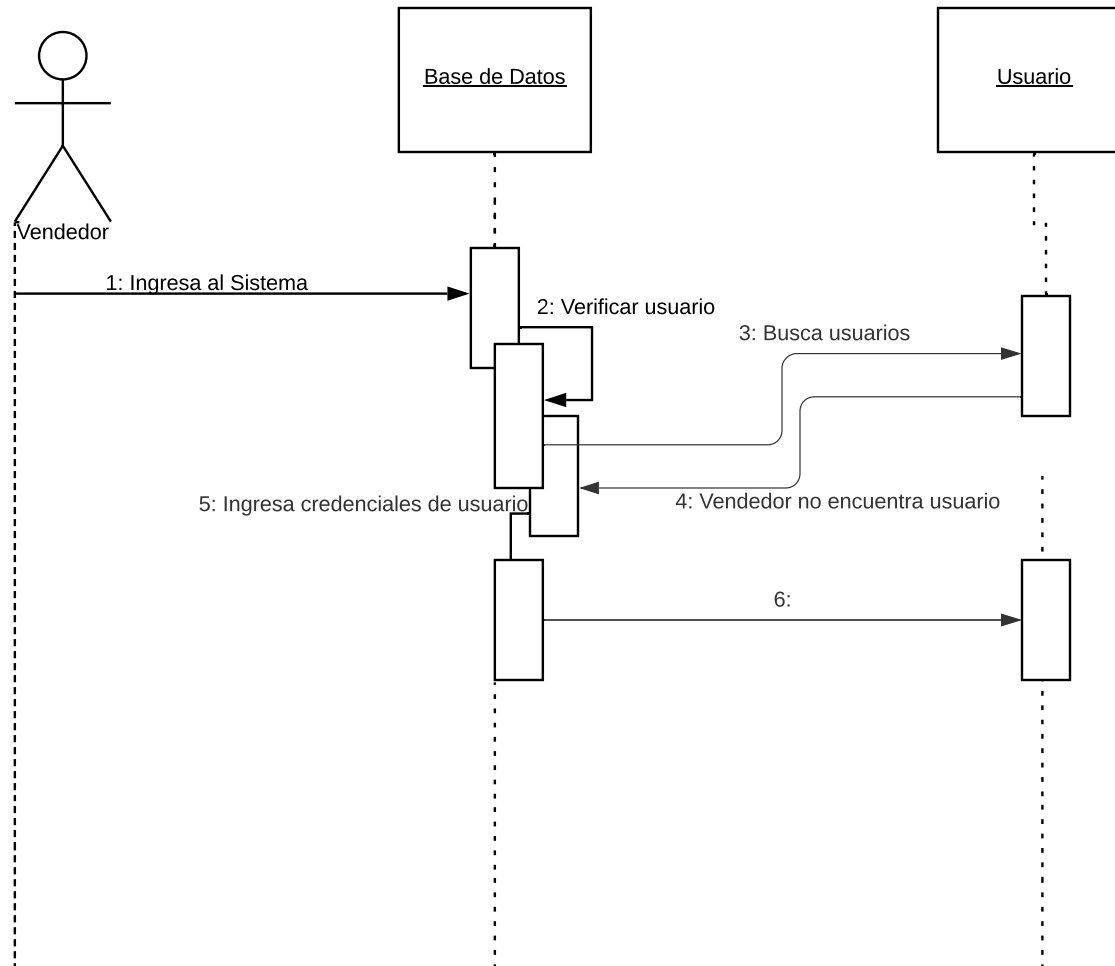 Base de Datos
Usuario
Vendedor
1: Ingresa al Sistema
2: Verificar usuario
3: Busca usuarios
4: Vendedor no encuentra usuario
5: Ingresa credenciales de usuario
6: